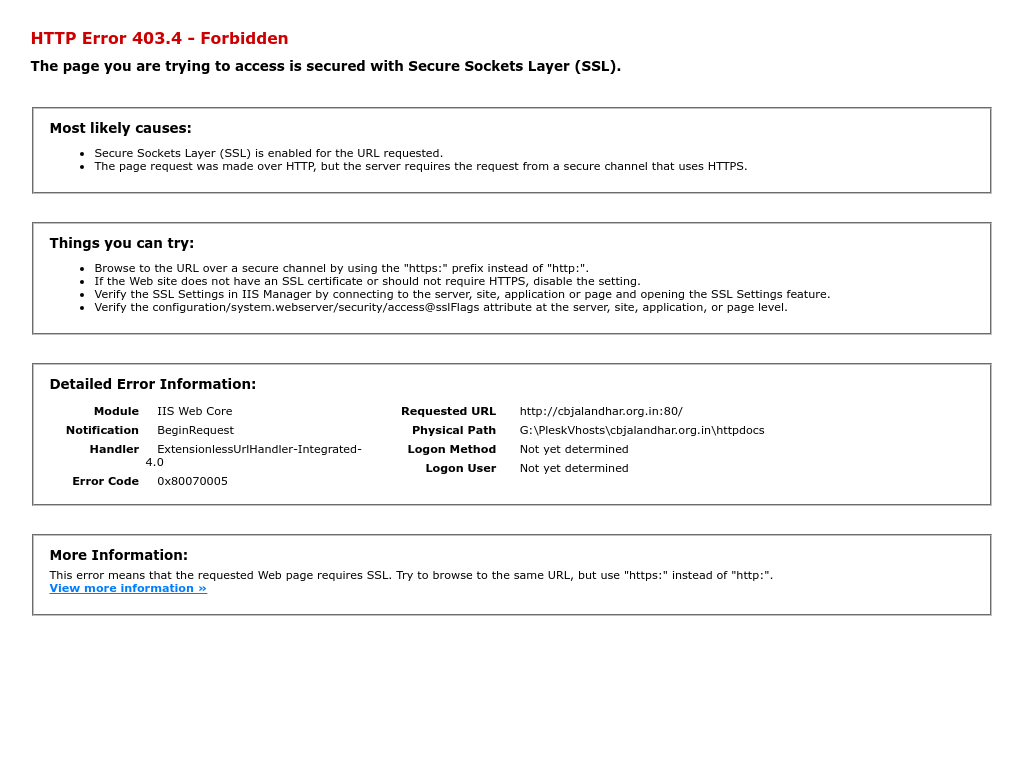 HTTP Error 403.4 – Forbidden
The page you are trying to access is secured with Secure Sockets Layer (SSL).
Most likely causes:
• Secure Sockets Layer (SSL) is enabled for the URL requested.
• The page request was made over HTTP, but the server requires the request from a secure channel that uses HTTPS.
Things you can try:
• Browse to the URL over a secure channel by using the "https:" prefix instead of "http:".
• If the Web site does not have an SSL certificate or should not require HTTPS, disable the setting.
• Verify the SSL Settings in IIS Manager by connecting to the server, site, application or page and opening the SSL Settings feature.
• Verify the configuration/system.webserver/security/access@sslFlags attribute at the server, site, application, or page level.
Detailed Error Information:
Module IIS Web Core
Notification BeginRequest
Handler ExtensionlessUrlHandler-Integrated-
4.0
Error Code 0x80070005
Requested URL http://cbjalandhar.org.in:80/
Physical Path G:\PleskVhosts\cbjalandhar.org.in\httpdocs
Logon Method Not yet determined
Logon User Not yet determined
More Information:
This error means that the requested Web page requires SSL. Try to browse to the same URL, but use "https:" instead of "http:".
View more information »